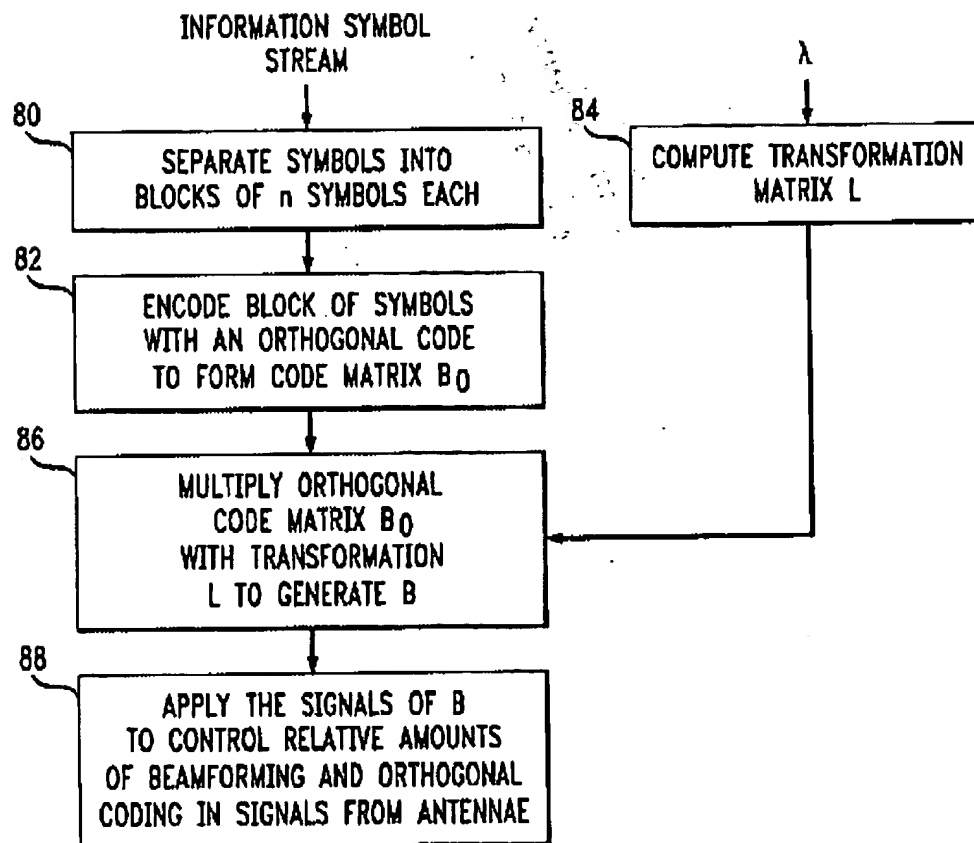 INFORMATION SYMBOL
STREAM
80
SEPARATE SYMBOLS INTO
BLOCKS OF n SYMBOLS EACH
λ
84
COMPUTE TRANSFORMATION
MATRIX L
82
ENCODE BLOCK OF SYMBOLS
WITH AN ORTHOGONAL CODE
TO FORM CODE MATRIX B0
86
MULTIPLY ORTHOGONAL
CODE MATRIX B0
WITH TRANSFORMATION
L TO GENERATE B
88
APPLY THE SIGNALS OF B
TO CONTROL RELATIVE AMOUNTS
OF BEAMFORMING AND ORTHOGONAL
CODING IN SIGNALS FROM ANTENNAE